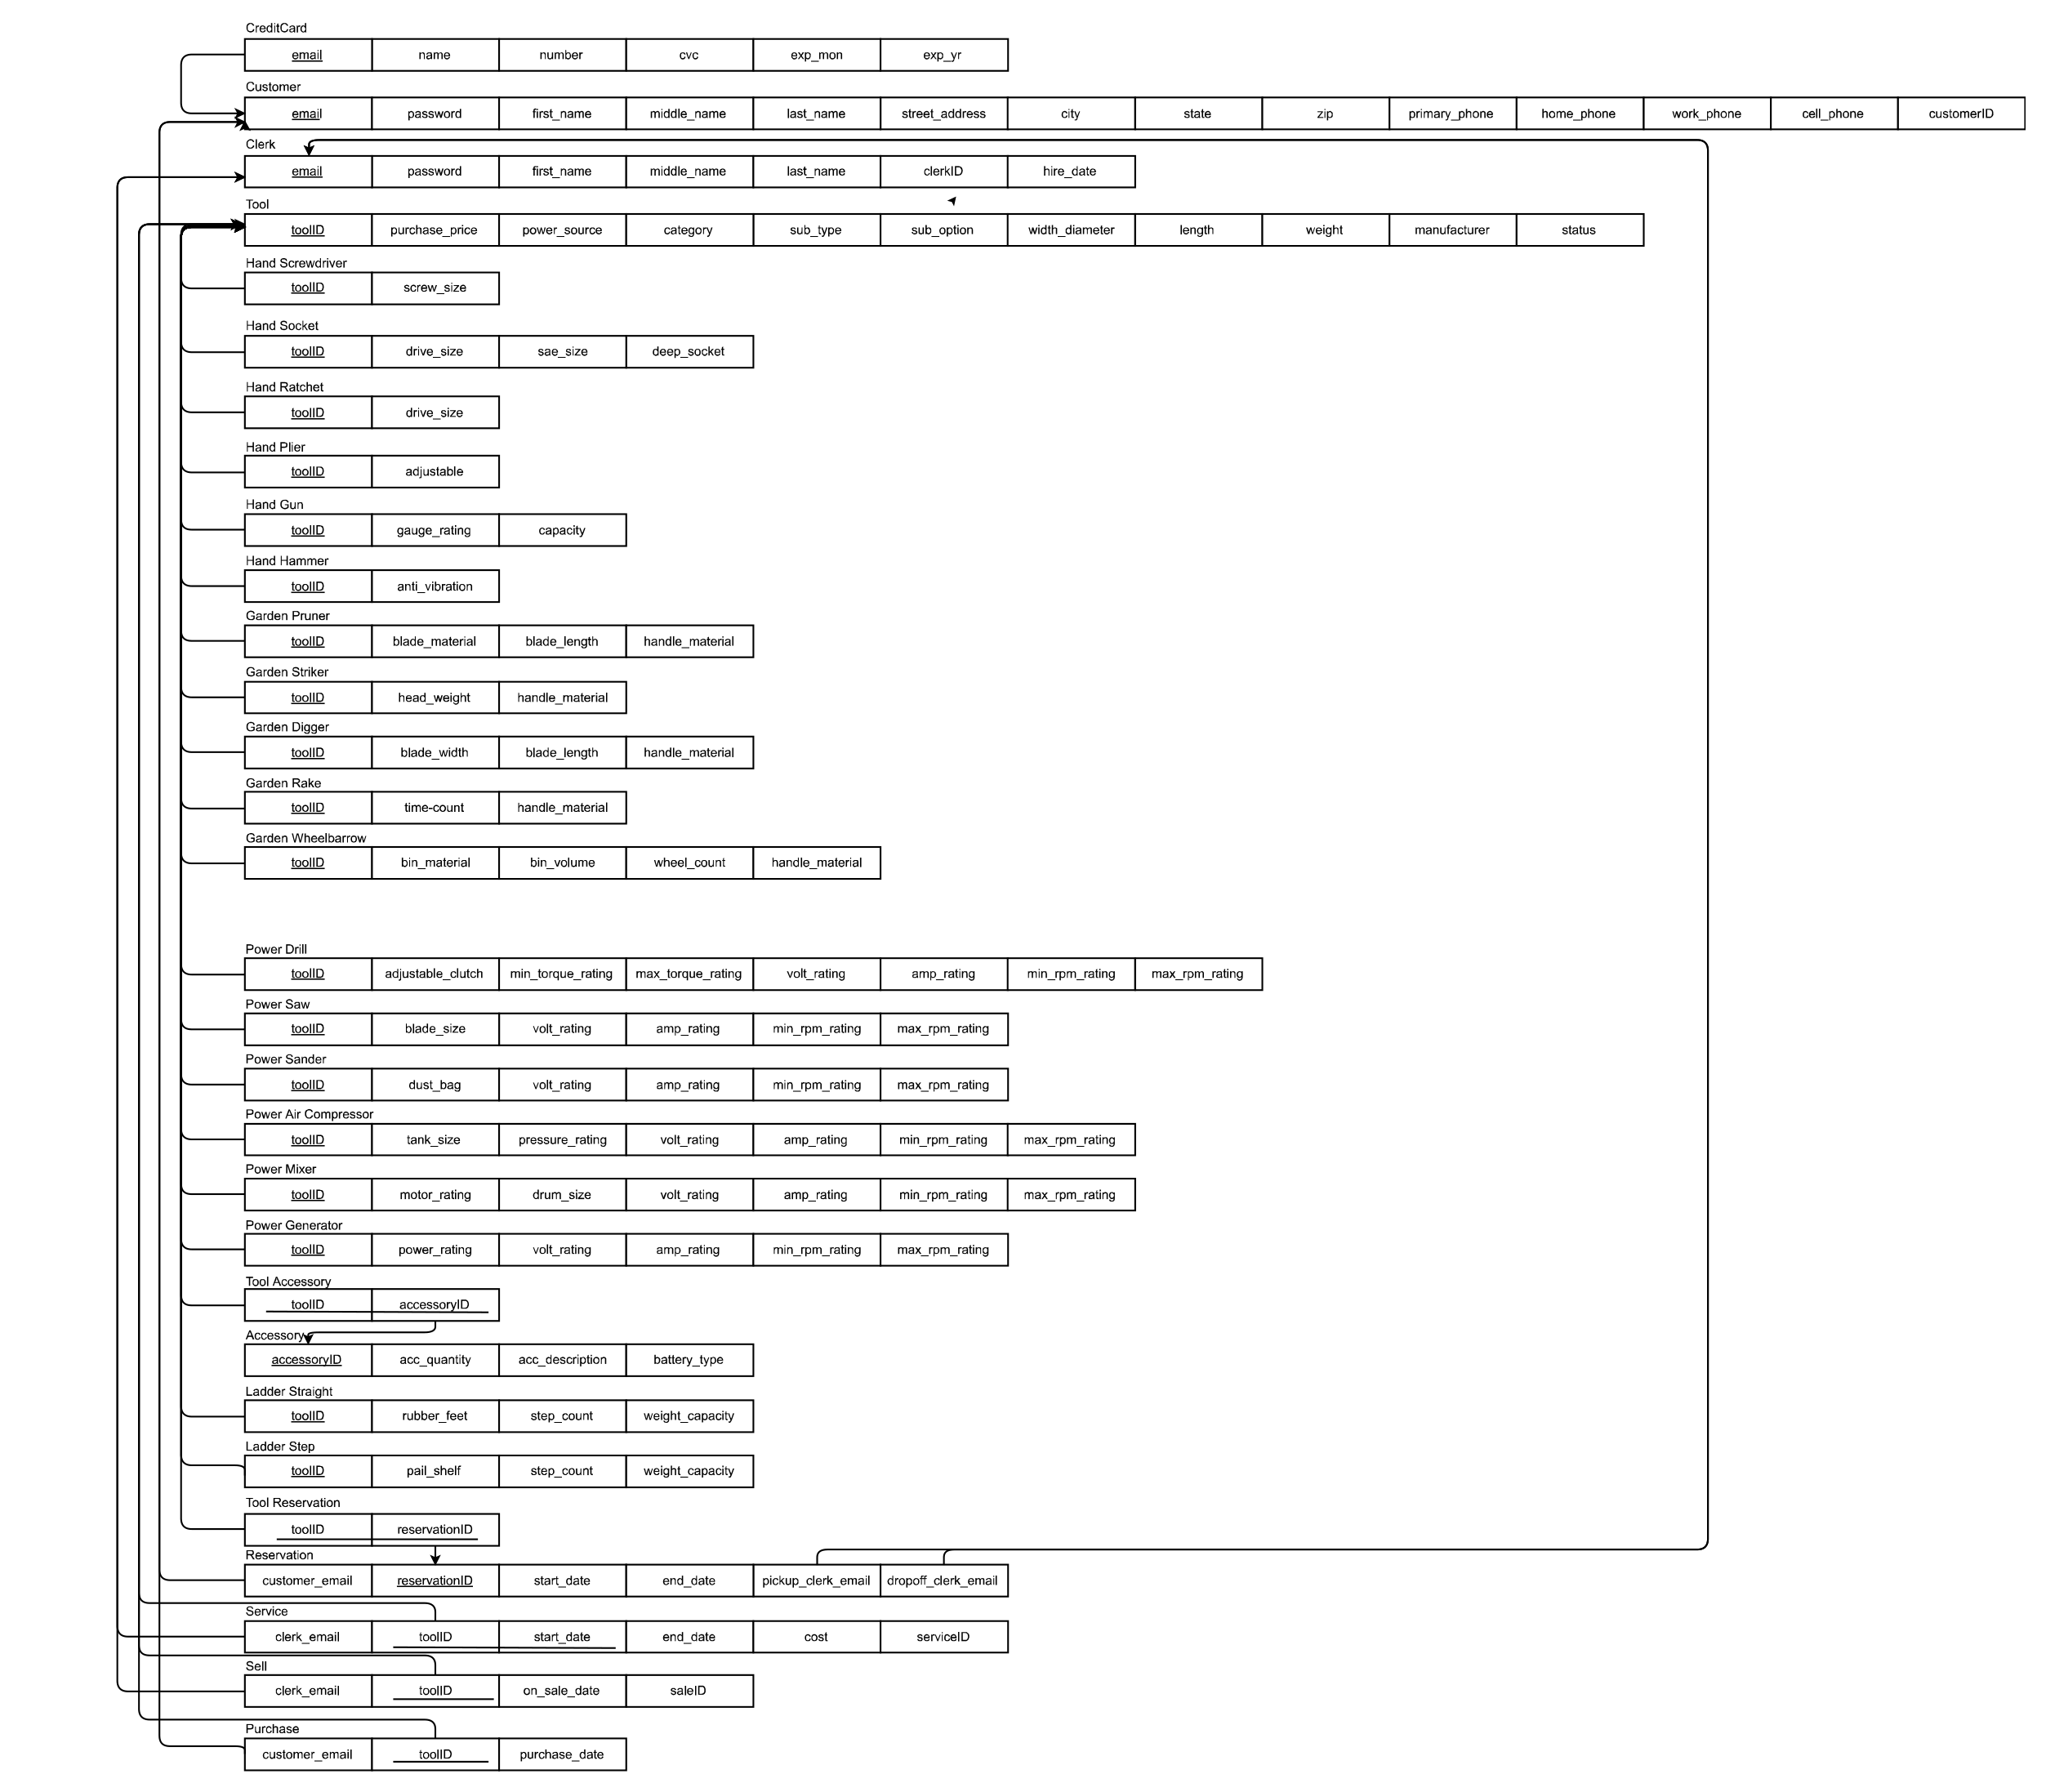 CreditCard
email name number cvc exp_mon exp_yr
Customer
email password first_name middle_name last_name street_address city state zip primary_phone home_phone work_phone cell_phone customerID
Clerk
email password first_name middle_name last_name clerkID hire_date
Tool
toolID purchase_price power_source category sub_type sub_option width_diameter length weight manufacturer status
Hand Screwdriver
toolID screw_size
Hand Socket
toolID drive_size sae_size deep_socket
Hand Ratchet
toolID drive_size
Hand Plier
toolID adjustable
Hand Gun
toolID gauge_rating capacity
Hand Hammer
toolID anti_vibration
Garden Pruner
toolID blade_material blade_length handle_material
Garden Striker
toolID head_weight handle_material
Garden Digger
toolID blade_width blade_length handle_material
Garden Rake
toolID time-count handle_material
Garden Wheelbarrow
toolID bin_material bin_volume wheel_count handle_material
Power Drill
toolID adjustable_clutch min_torque_rating max_torque_rating volt_rating amp_rating min_rpm_rating max_rpm_rating
Power Saw
toolID blade_size volt_rating amp_rating min_rpm_rating max_rpm_rating
Power Sander
toolID dust_bag volt_rating amp_rating min_rpm_rating max_rpm_rating
Power Air Compressor
toolID tank_size pressure_rating volt_rating amp_rating min_rpm_rating max_rpm_rating
Power Mixer
toolID motor_rating drum_size volt_rating amp_rating min_rpm_rating max_rpm_rating
Power Generator
toolID power_rating volt_rating amp_rating min_rpm_rating max_rpm_rating
Tool Accessory
toolID accessoryID
Accessory
accessoryID acc_quantity acc_description battery_type
Ladder Straight
toolID rubber_feet step_count weight_capacity
Ladder Step
toolID pail_shelf step_count weight_capacity
Tool Reservation
toolID reservationID
Reservation
customer_email reservationID start_date end_date pickup_clerk_email dropoff_clerk_email
Service
clerk_email toolID start_date end_date cost serviceID
Sell
clerk_email toolID on_sale_date saleID
Purchase
customer_email toolID purchase_date